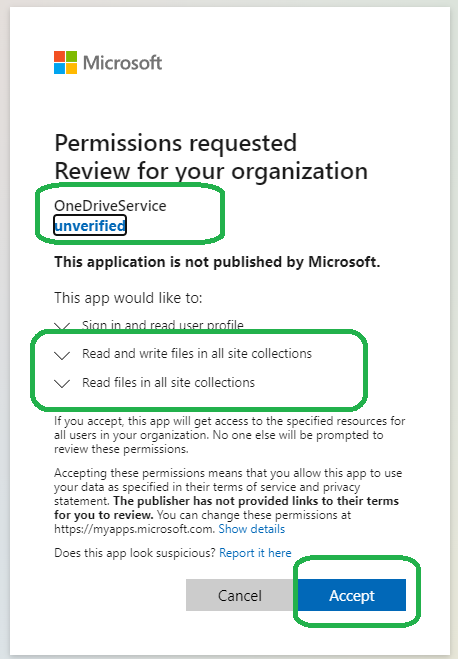 Microsoft
Permissions requested
Review for your organization
OneDriveService
unverified
This application is not published by Microsoft.
This app would like to:
Sign in and read user profile
Read and write files in all site collections
Read files in all site collections
If you accept, this app will get access to the specified resources for
all users in your organization. No one else will be prompted to
review these permissions.
Accepting these permissions means that you allow this app to use
your data as specified in their terms of service and privacy
statement. The publisher has not provided links to their terms
for you to review. You can change these permissions at
https://myapps.microsoft.com. Show details
Does this app look suspicious? Report it here
Cancel Accept